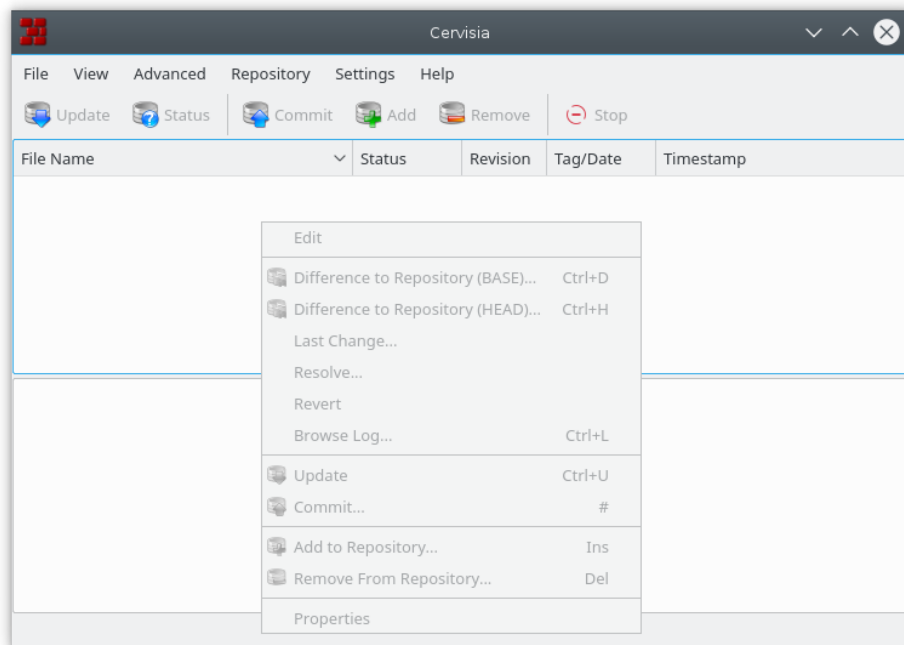 Cervisia
File View Advanced Repository Settings Help
Update Status Commit Add Remove Stop
File Name Status Revision Tag/Date Timestamp
Edit
Difference to Repository (BASE)... Ctrl+D
Difference to Repository (HEAD)... Ctrl+H
Last Change...
Resolve...
Revert
Browse Log... Ctrl+L
Update Ctrl+U
Commit... #
Add to Repository... Ins
Remove From Repository... Del
Properties